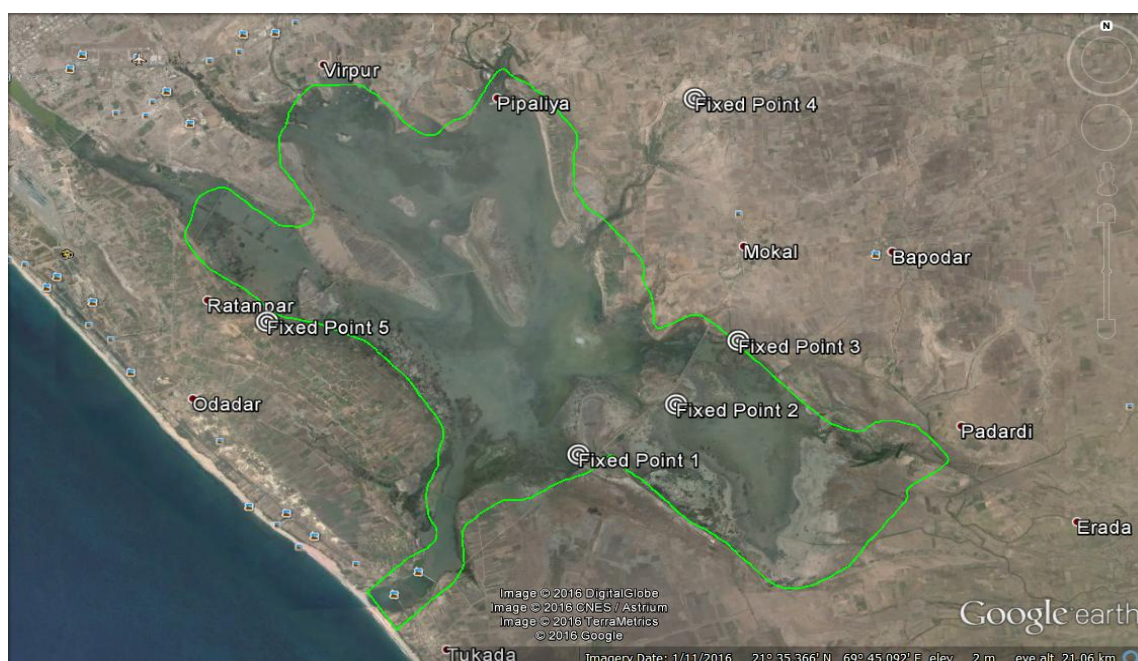 N
Virpur
Pipaliya
Fixed Point 4
Mokal
Bapodar
Ratanpar
Fixed Point 5
Fixed Point 3
Odadar
Fixed Point 2
Padardi
Fixed Point 1
Erada
Image © 2016 DigitalGlobe
Image © 2016 CNES / Astrium
Image © 2016 TerraMetrics
© 2016 Google
Google earth
Tukada
Imagery Date: 1/11/2016 21°35.366' N 69°45.092' E elev 2 m eye alt 21.06 km